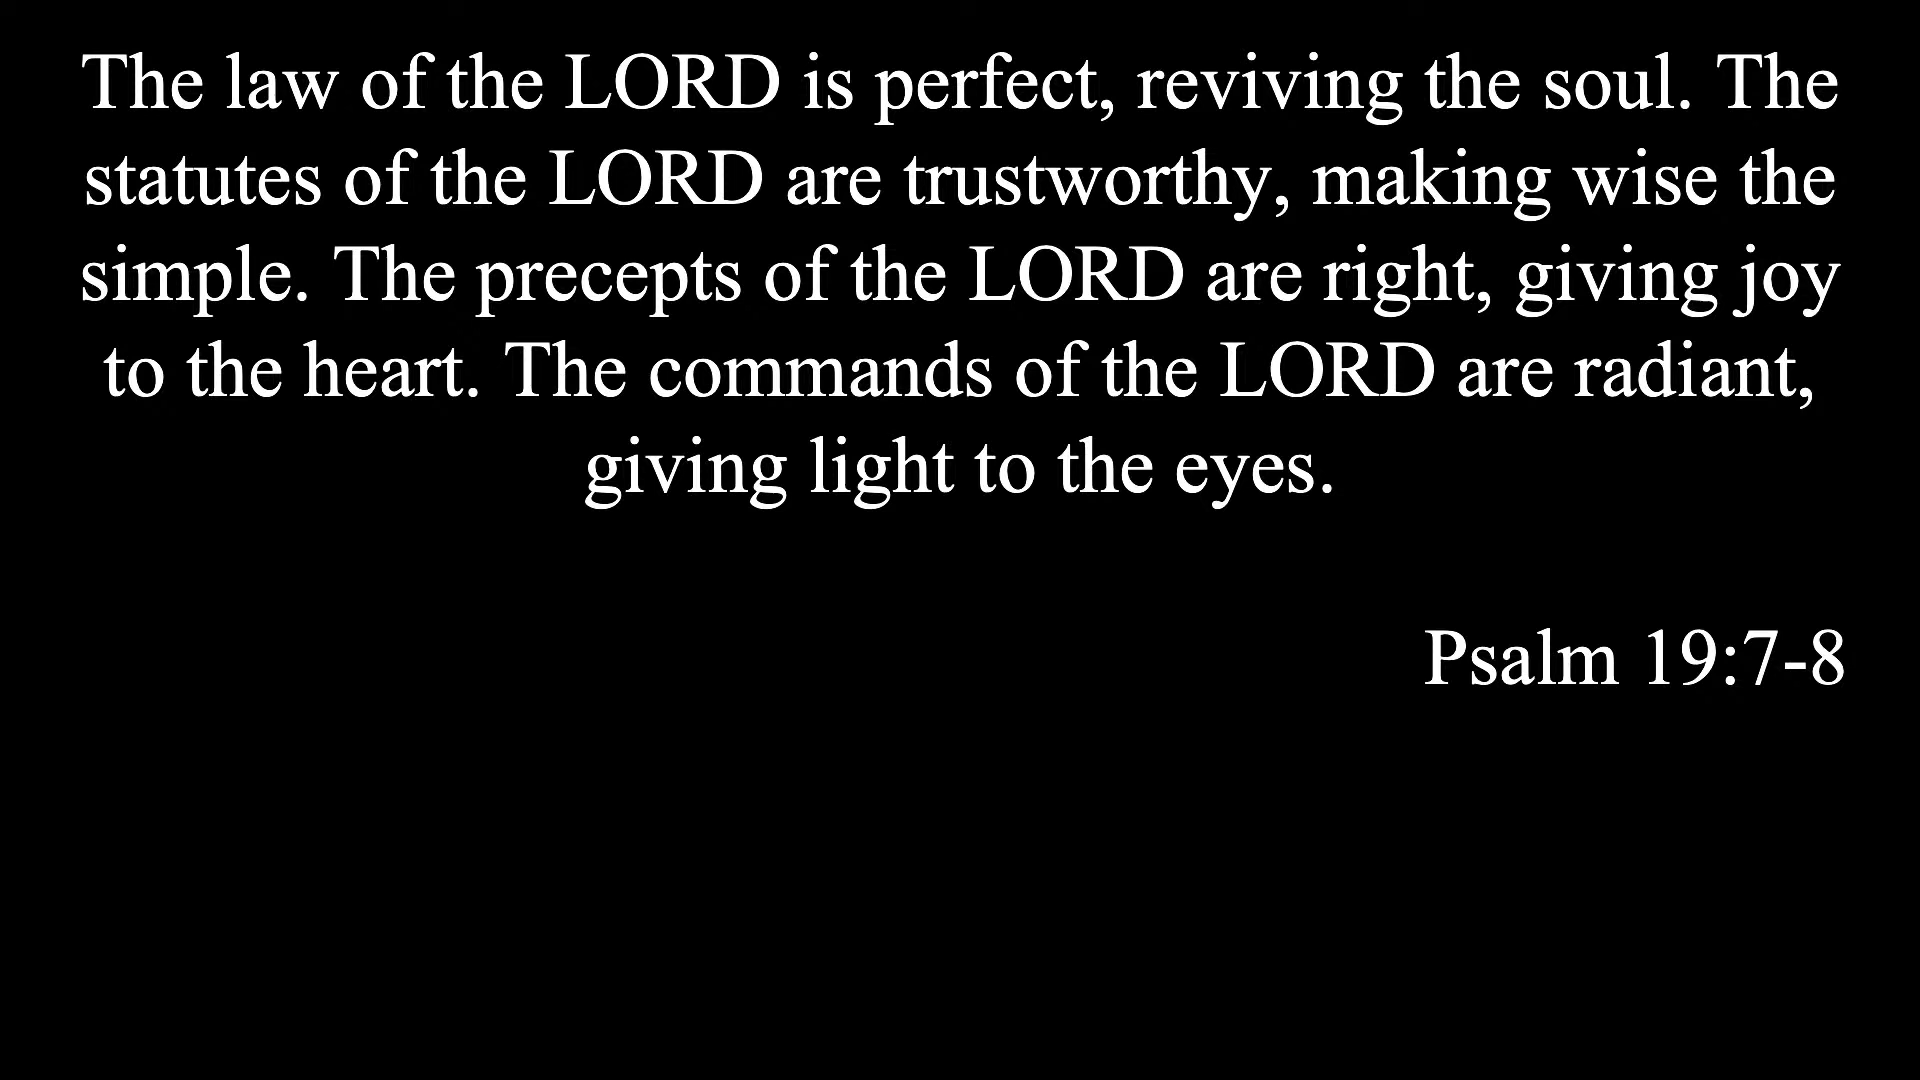 The law of the LORD is perfect, reviving the soul. The
statutes of the LORD are trustworthy, making wise the
simple. The precepts of the LORD are right, giving joy
to the heart. The commands of the LORD are radiant,
giving light to the eyes.
Psalm 19:7-8